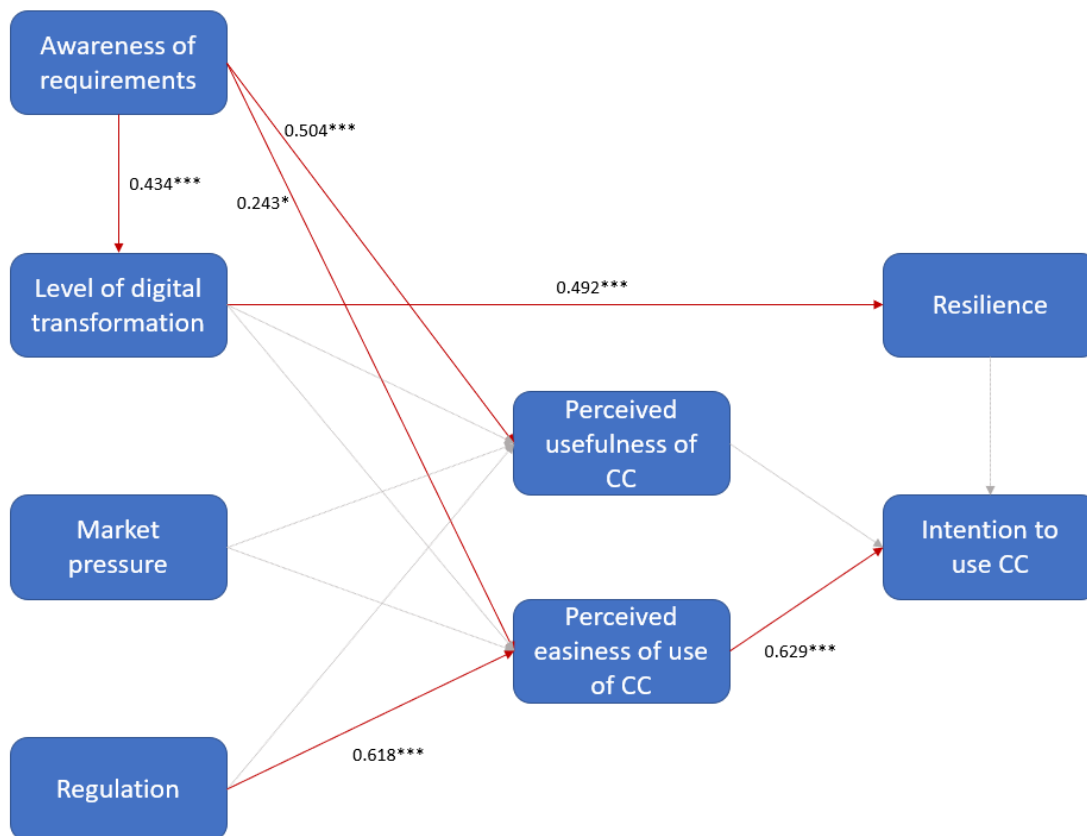 Awareness of
requirements
0.504***
0.434***
0.243*
Level of digital
transformation
0.492***
Resilience
Perceived
usefulness of
CC
Market
pressure
Intention to
use CC
Perceived
easiness of use
of CC
0.629***
0.618***
Regulation